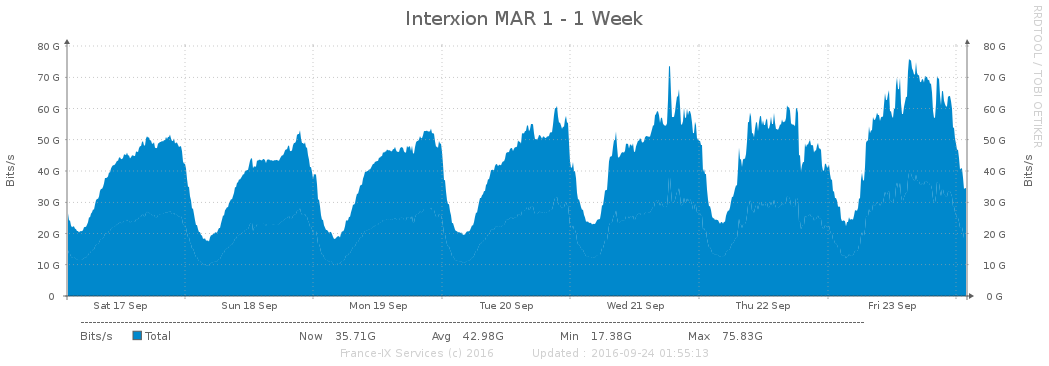 Interxion MAR 1 - 1 Week
RRDTOOL / TOBI OETIKER
Bits/s
80 G 80 G
70 G 70 G
60 G 60 G
50 G 50 G
40 G 40 G
30 G 30 G
20 G 20 G
10 G 10 G
0 0 G
Bits/s
Sat 17 Sep Sun 18 Sep Mon 19 Sep Tue 20 Sep Wed 21 Sep Thu 22 Sep Fri 23 Sep
Bits/s Total Now 35.71G Avg 42.98G Min 17.38G Max 75.83G
France-IX Services (c) 2016 Updated : 2016-09-24 01:55:13